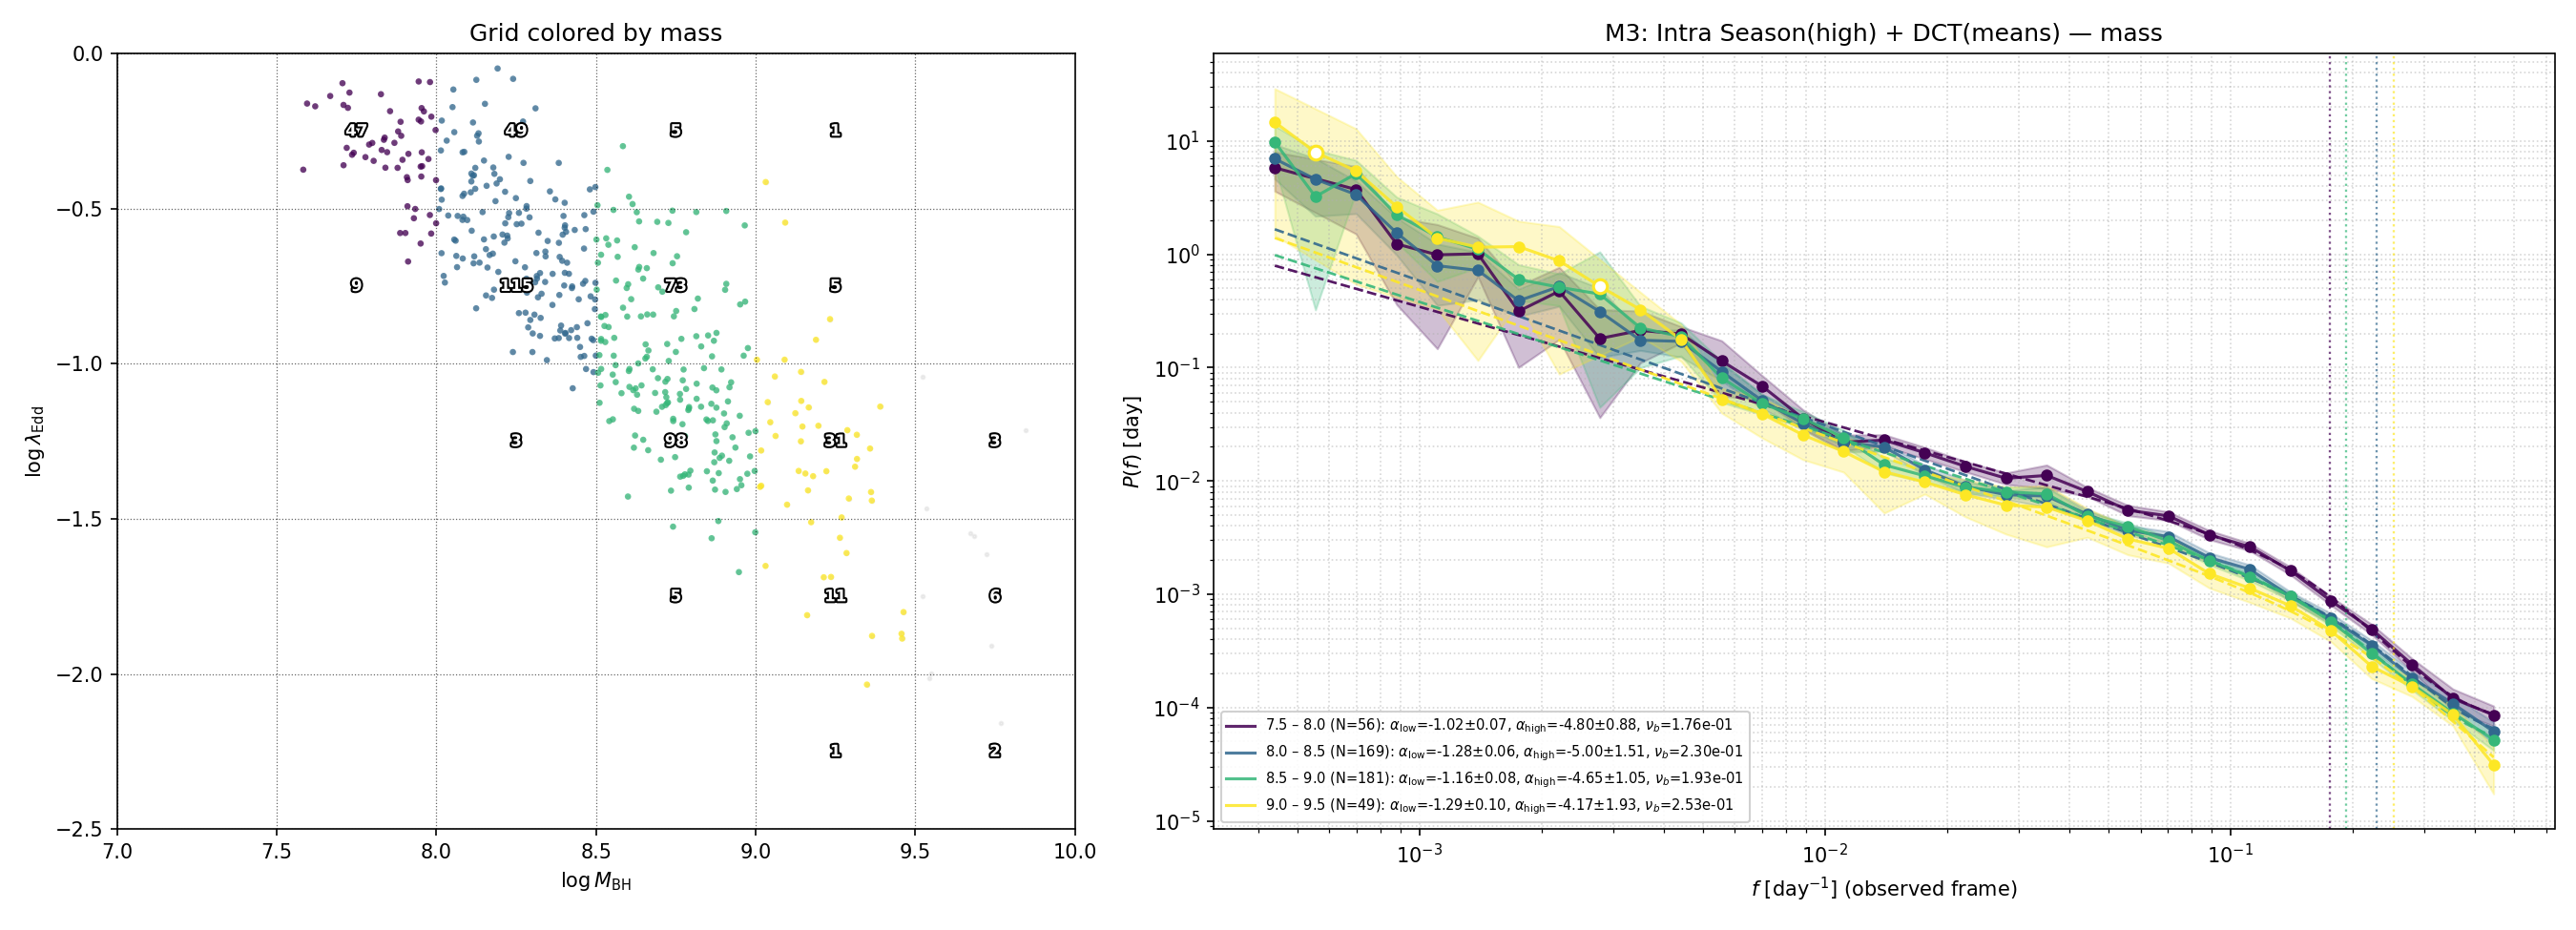 Grid colored by mass
0.0
−0.5
−1.0
−1.5
−2.0
−2.5
log λEdd
47 49 5 1
9 115 73 5
3 98 31 3
5 11 6
1 2
7.0 7.5 8.0 8.5 9.0 9.5 10.0
log MBH
M3: Intra Season(high) + DCT(means) — mass
10¹
10⁰
10⁻¹
10⁻²
10⁻³
10⁻⁴
10⁻⁵
P(f) [day]
7.5 – 8.0 (N=56): αlow=-1.02±0.07, αhigh=-4.80±0.88, νb=1.76e-01
8.0 – 8.5 (N=169): αlow=-1.28±0.06, αhigh=-5.00±1.51, νb=2.30e-01
8.5 – 9.0 (N=181): αlow=-1.16±0.08, αhigh=-4.65±1.05, νb=1.93e-01
9.0 – 9.5 (N=49): αlow=-1.29±0.10, αhigh=-4.17±1.93, νb=2.53e-01
10⁻³ 10⁻² 10⁻¹
f [day⁻¹] (observed frame)